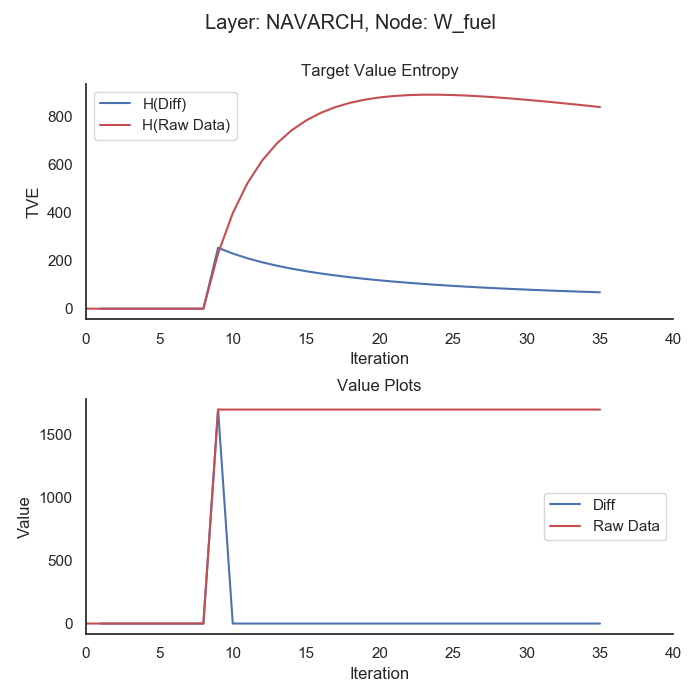 Layer: NAVARCH, Node: W_fuel
Target Value Entropy
H(Diff)
H(Raw Data)
TVE
800
600
400
200
0
0 5 10 15 20 25 30 35 40
Iteration
Value Plots
Diff
Raw Data
Value
1500
1000
500
0
0 5 10 15 20 25 30 35 40
Iteration